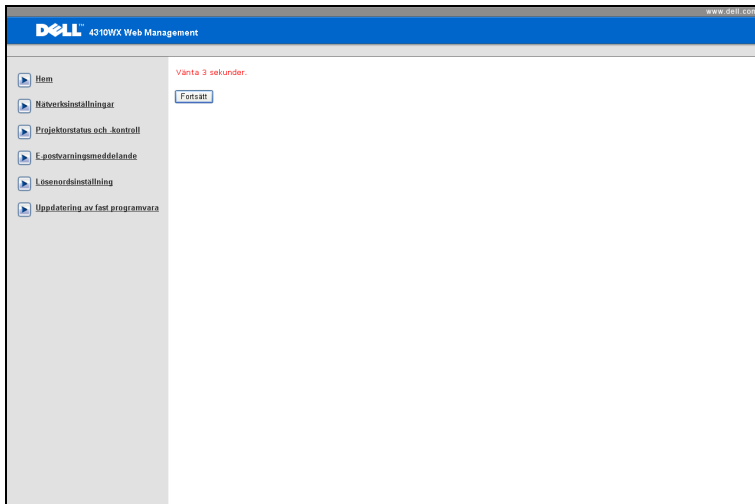 www.dell.com
DELL™ 4310WX Web Management
Hem
Nätverksinställningar
Projektorstatus och -kontroll
E-postvarningsmeddelande
Lösenordsinställning
Uppdatering av fast programvara
Vänta 3 sekunder.
Fortsätt